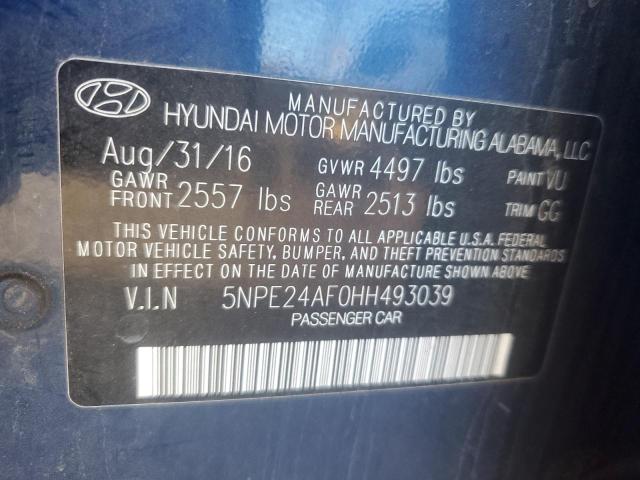 MANUFACTURED BY
HYUNDAI MOTOR MANUFACTURING ALABAMA, LLC
Aug/31/16 GVWR 4497 lbs PAINT VU
GAWR FRONT 2557 lbs GAWR REAR 2513 lbs TRIM GG
THIS VEHICLE CONFORMS TO ALL APPLICABLE U.S.A. FEDERAL
MOTOR VEHICLE SAFETY, BUMPER, AND THEFT PREVENTION STANDARDS
IN EFFECT ON THE DATE OF MANUFACTURE SHOWN ABOVE.
V.I.N 5NPE24AF0HH493039
PASSENGER CAR